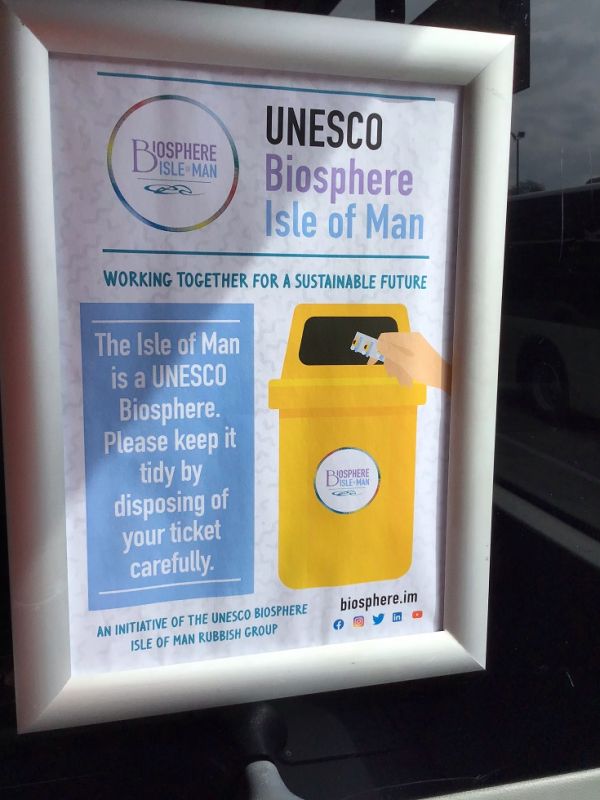 BIOSPHERE
ISLE OF MAN
UNESCO
Biosphere
Isle of Man
WORKING TOGETHER FOR A SUSTAINABLE FUTURE
The Isle of Man
is a UNESCO
Biosphere.
Please keep it
tidy by
disposing of
your ticket
carefully.
BIOSPHERE
ISLE OF MAN
biosphere.im
AN INITIATIVE OF THE UNESCO BIOSPHERE
ISLE OF MAN RUBBISH GROUP